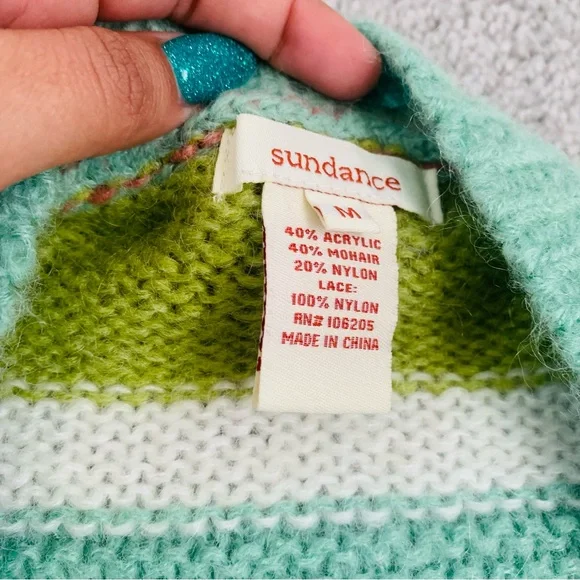 sundance
M
40% ACRYLIC
40% MOHAIR
20% NYLON
LACE:
100% NYLON
RN# 106205
MADE IN CHINA